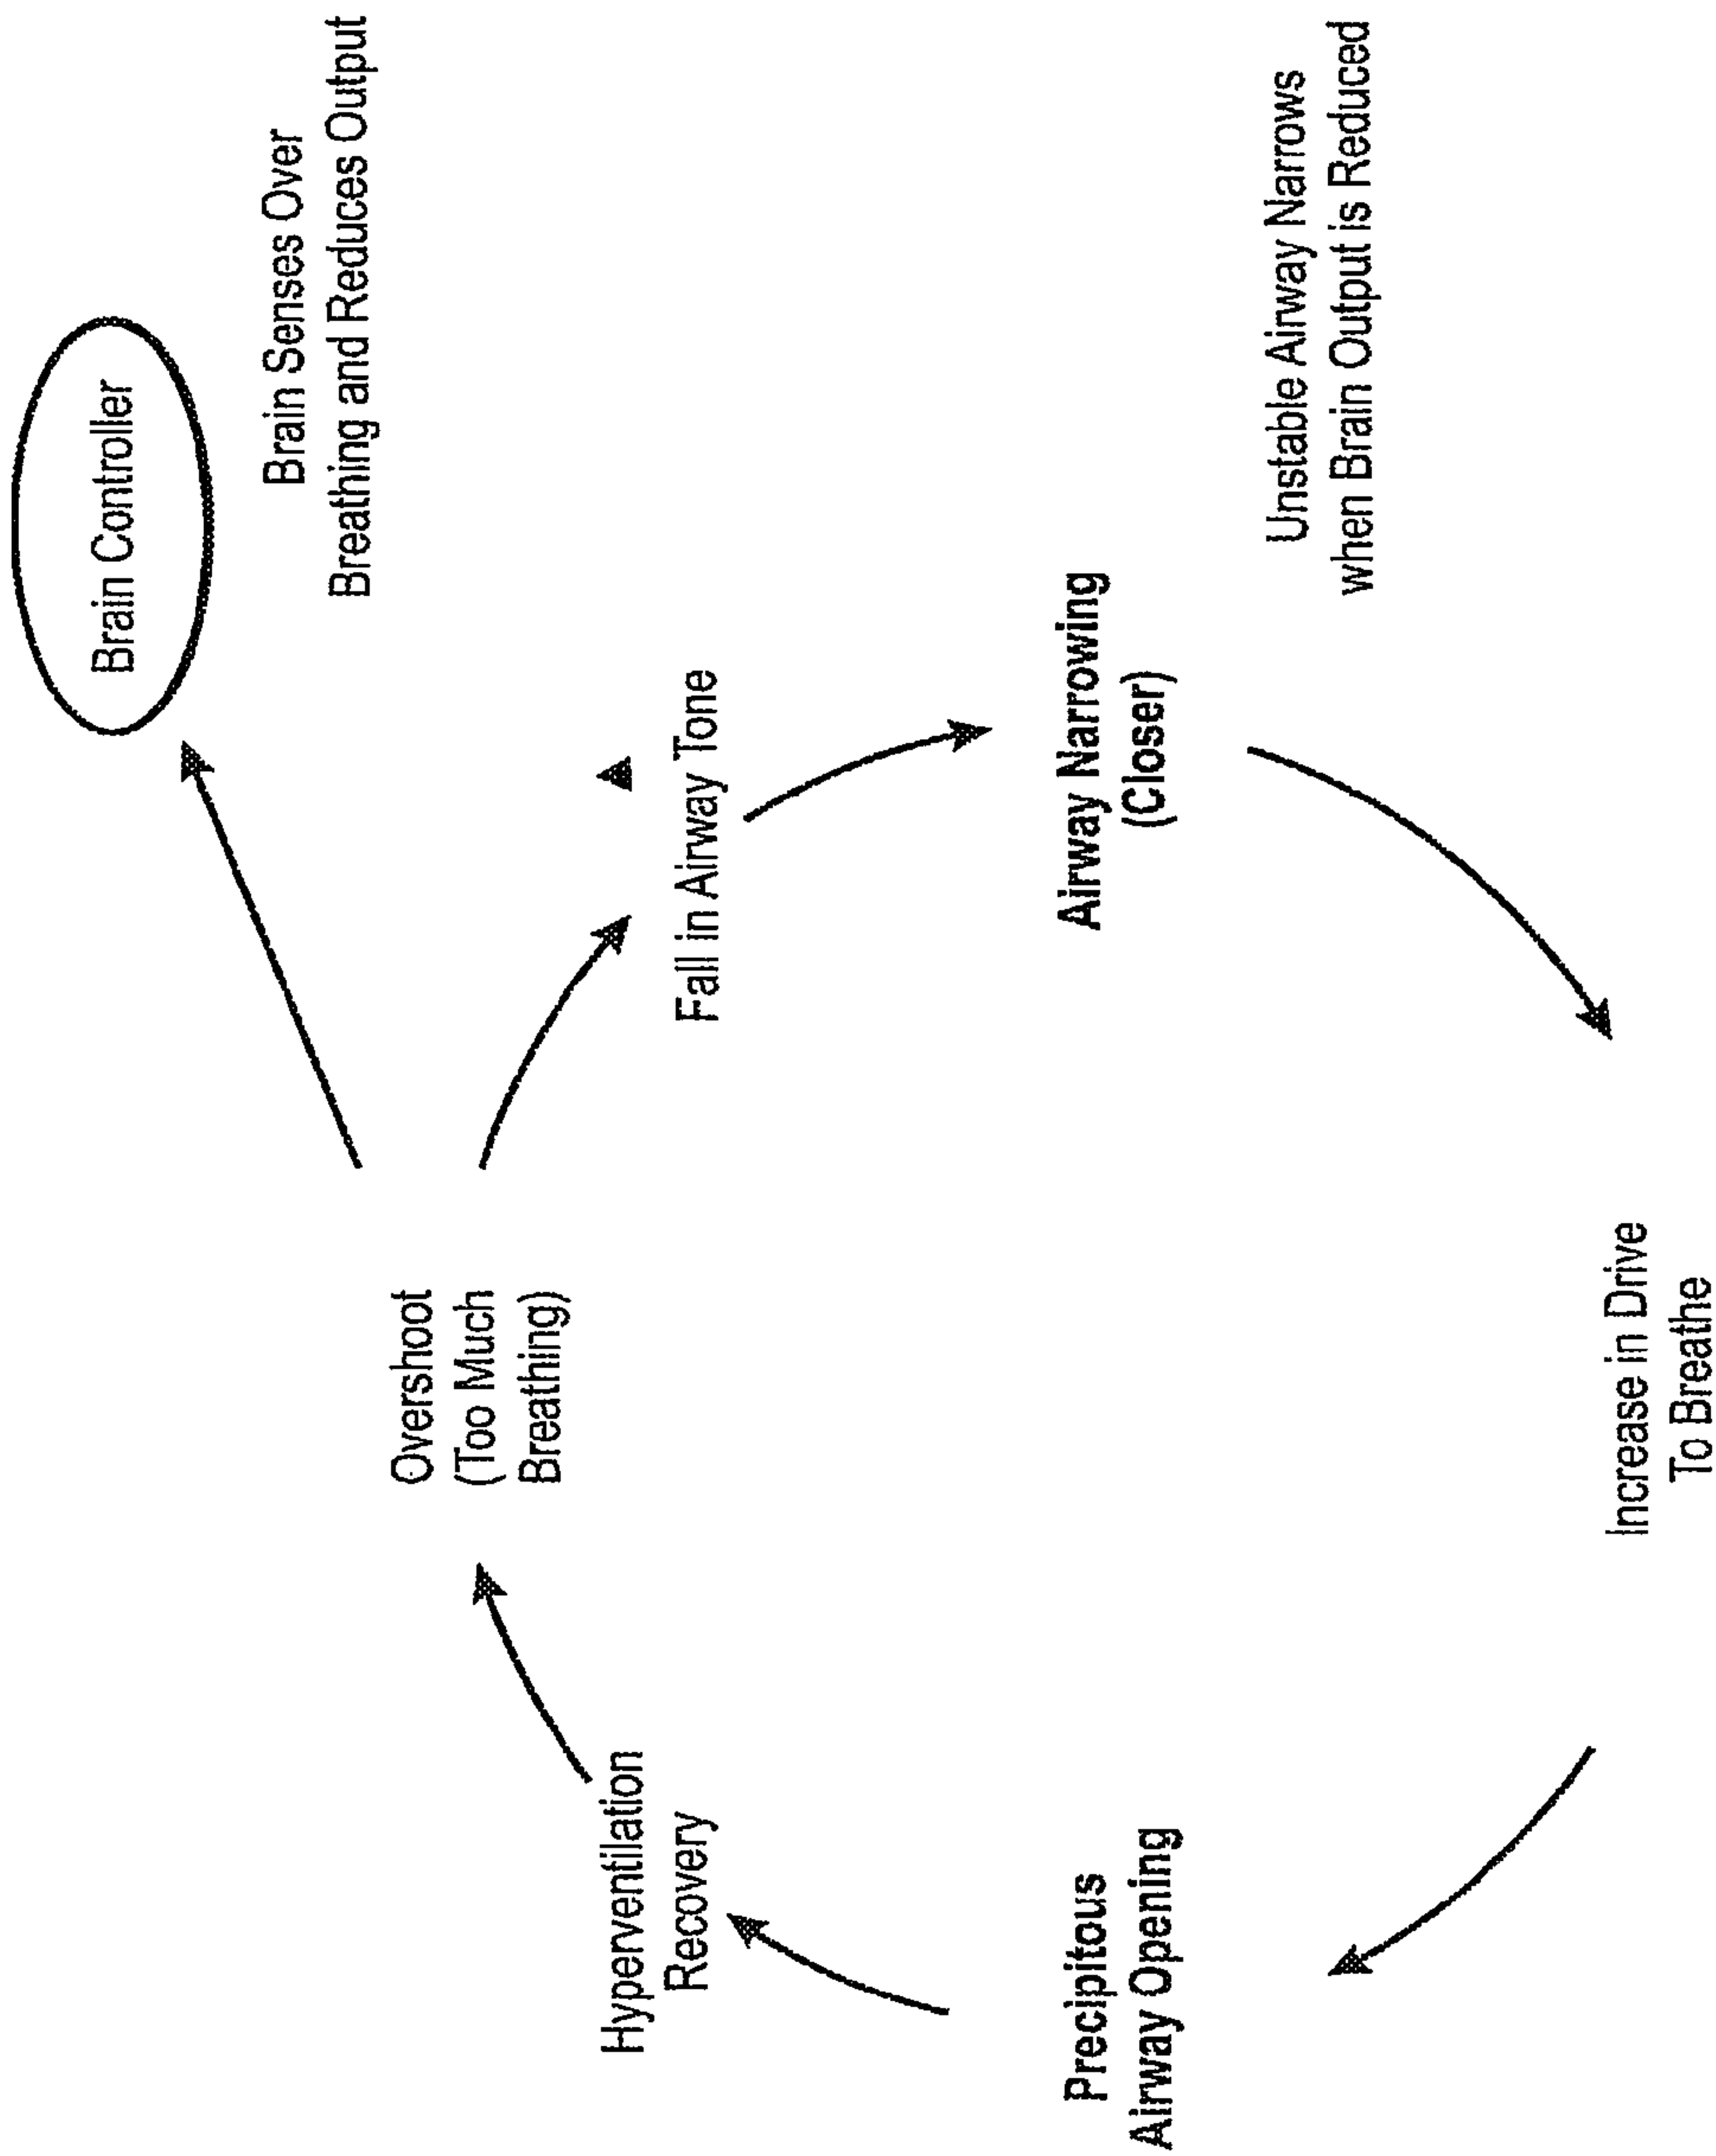 Brain Controller
Brain Senses Over
Breathing and Reduces Output
Overshoot
(Too Much
Breathing)
Hyperventilation
Recovery
Fall in Airway Tone
Precipitous
Airway Opening
Airway Narrowing
(Closer)
Unstable Airway Narrows
when Brain Output is Reduced
Increase in Drive
To Breathe